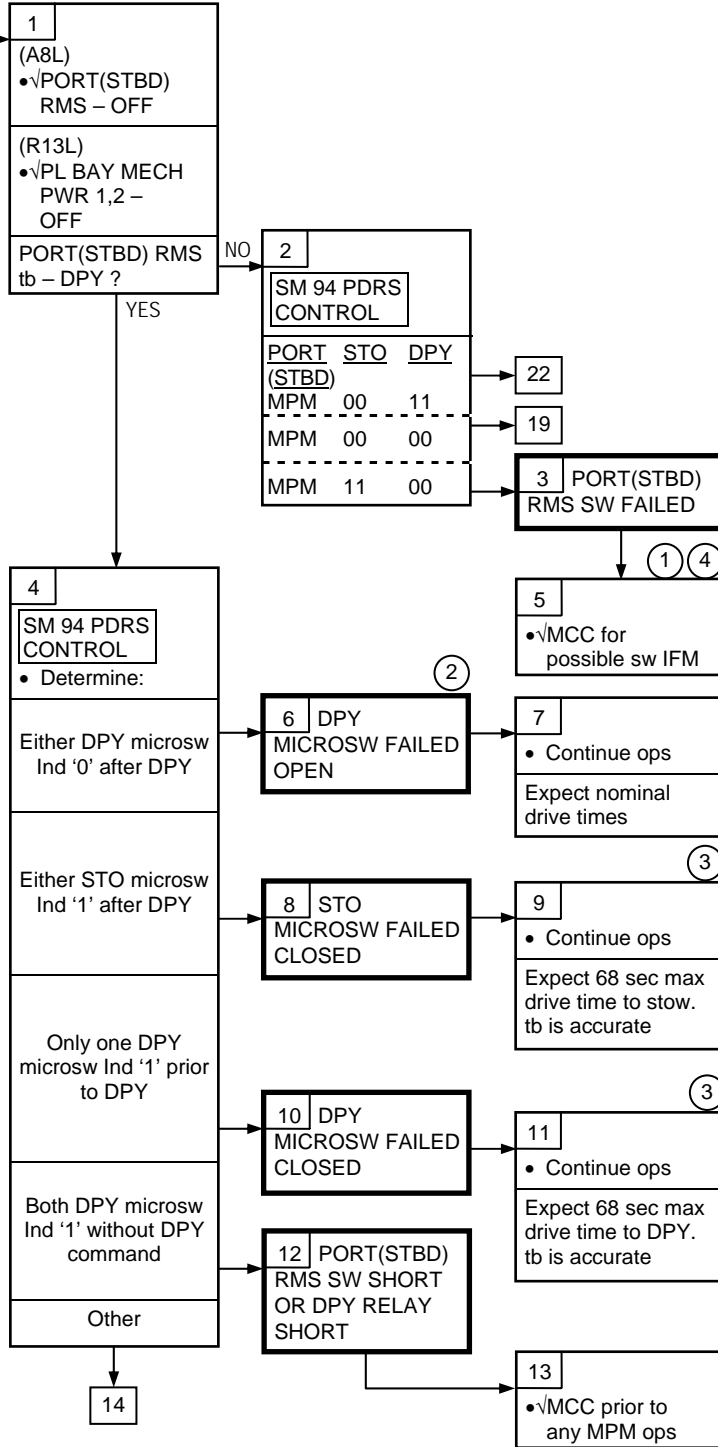 1
(A8L)
•√PORT(STBD)
RMS – OFF
(R13L)
•√PL BAY MECH
PWR 1,2 –
OFF
PORT(STBD) RMS
tb – DPY ?
NO
YES
2
SM 94 PDRS
CONTROL
PORT STO DPY
(STBD)
MPM 00 11
MPM 00 00
MPM 11 00
22
19
3 PORT(STBD)
RMS SW FAILED
1 4
5
•√MCC for
possible sw IFM
4
SM 94 PDRS
CONTROL
• Determine:
Either DPY microsw
Ind ‘0’ after DPY
2
6 DPY
MICROSW FAILED
OPEN
7
• Continue ops
Expect nominal
drive times
Either STO microsw
Ind ‘1’ after DPY
8 STO
MICROSW FAILED
CLOSED
3
9
• Continue ops
Expect 68 sec max
drive time to stow.
tb is accurate
Only one DPY
microsw Ind ‘1’ prior
to DPY
10 DPY
MICROSW FAILED
CLOSED
3
11
• Continue ops
Expect 68 sec max
drive time to DPY.
tb is accurate
Both DPY microsw
Ind ‘1’ without DPY
command
12 PORT(STBD)
RMS SW SHORT
OR DPY RELAY
SHORT
13
•√MCC prior to
any MPM ops
Other
14